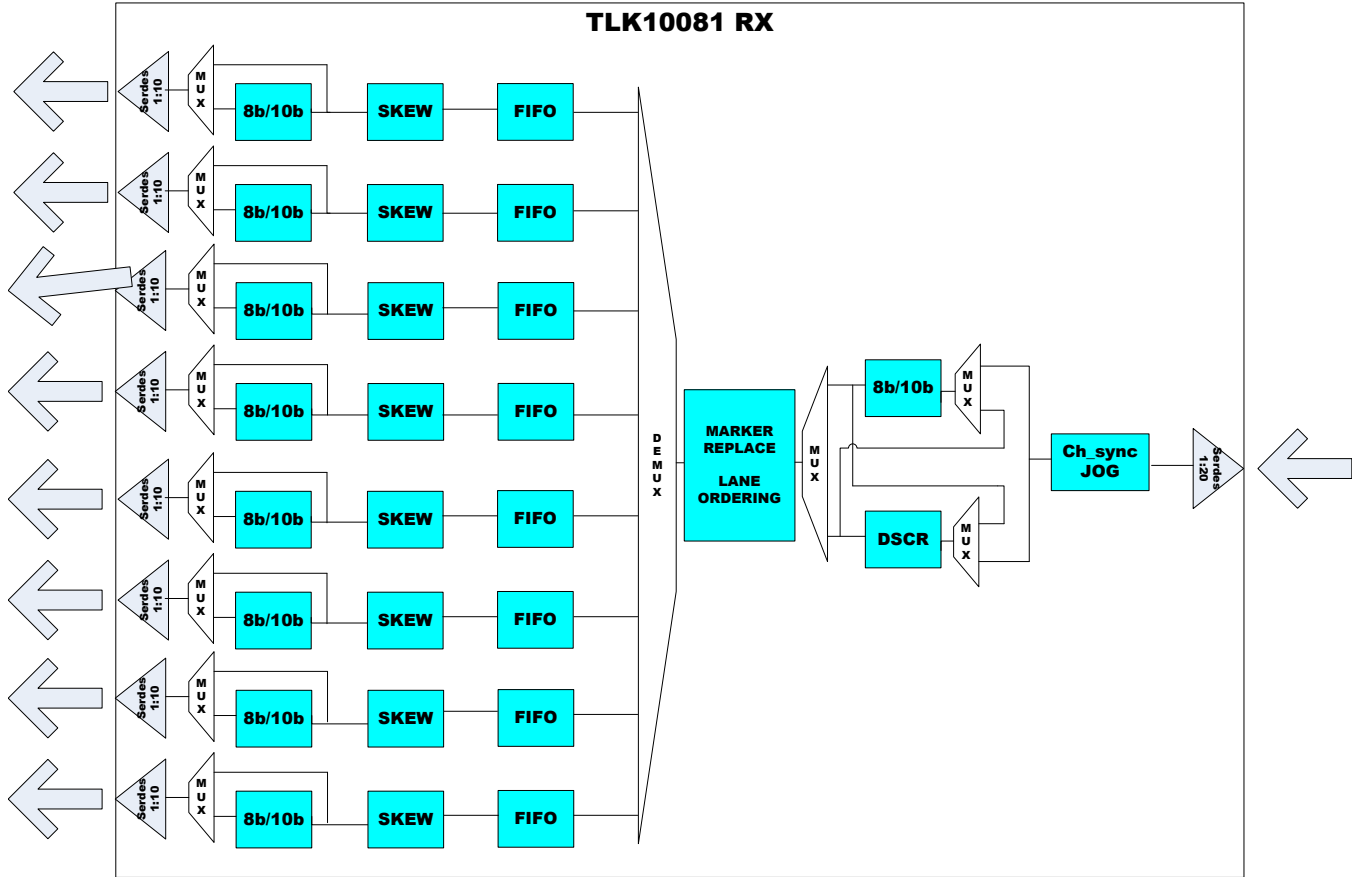 TLK10081 RX
Serdes
1:10
MUX
8b/10b
SKEW
FIFO
Serdes
1:10
MUX
8b/10b
SKEW
FIFO
Serdes
1:10
MUX
8b/10b
SKEW
FIFO
Serdes
1:10
MUX
8b/10b
SKEW
FIFO
Serdes
1:10
MUX
8b/10b
SKEW
FIFO
Serdes
1:10
MUX
8b/10b
SKEW
FIFO
Serdes
1:10
MUX
8b/10b
SKEW
FIFO
Serdes
1:10
MUX
8b/10b
SKEW
FIFO
DEMUX
MARKER
REPLACE
LANE
ORDERING
MUX
8b/10b
MUX
DSCR
MUX
Ch_sync
JOG
Serdes
1:20